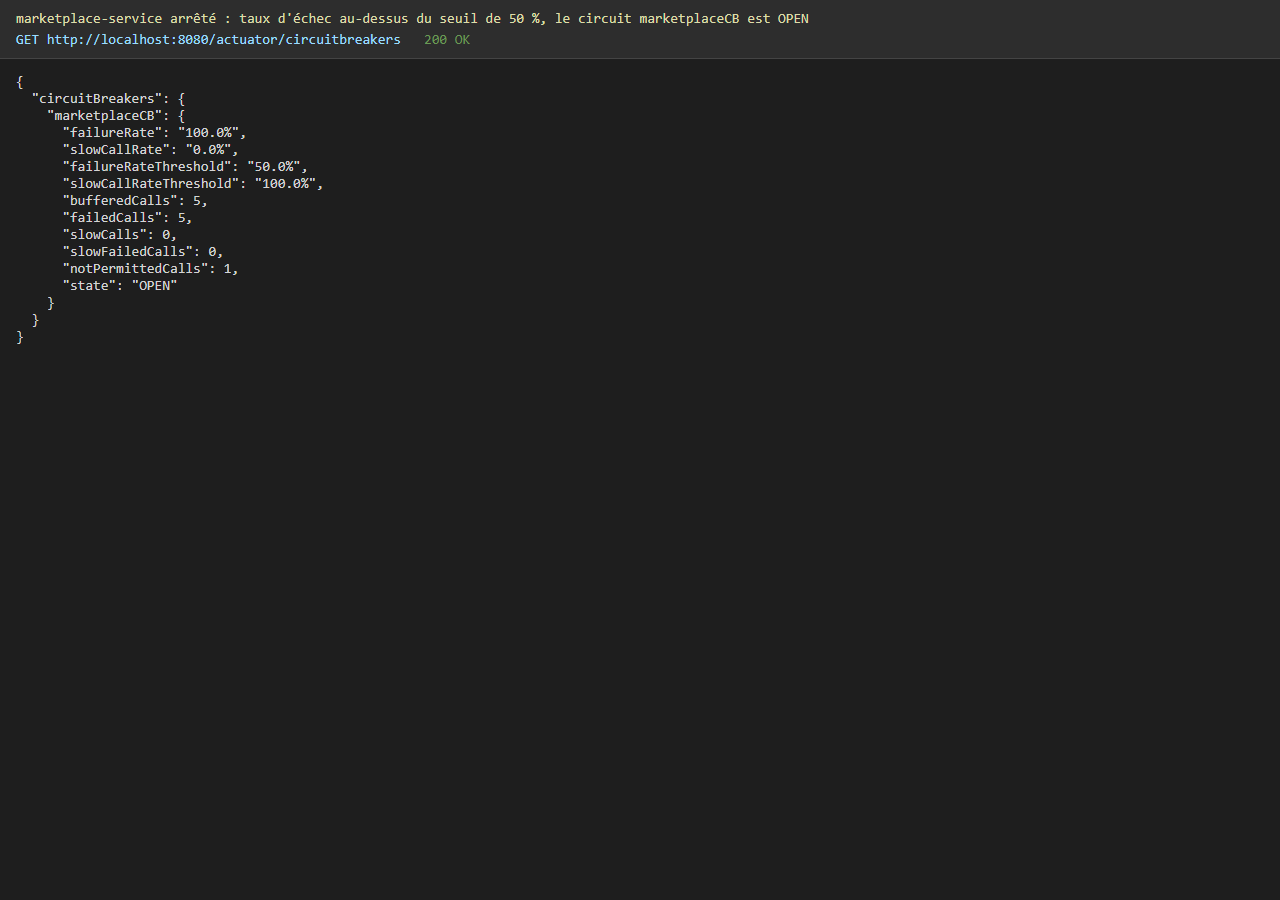 marketplace-service arrêté : taux d'échec au-dessus du seuil de 50 %, le circuit marketplaceCB est OPEN
GET http://localhost:8080/actuator/circuitbreakers   200 OK
{
  "circuitBreakers": {
    "marketplaceCB": {
      "failureRate": "100.0%",
      "slowCallRate": "0.0%",
      "failureRateThreshold": "50.0%",
      "slowCallRateThreshold": "100.0%",
      "bufferedCalls": 5,
      "failedCalls": 5,
      "slowCalls": 0,
      "slowFailedCalls": 0,
      "notPermittedCalls": 1,
      "state": "OPEN"
    }
  }
}